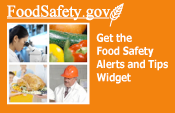 FoodSafety.gov
Get the
Food Safety
Alerts and Tips
Widget